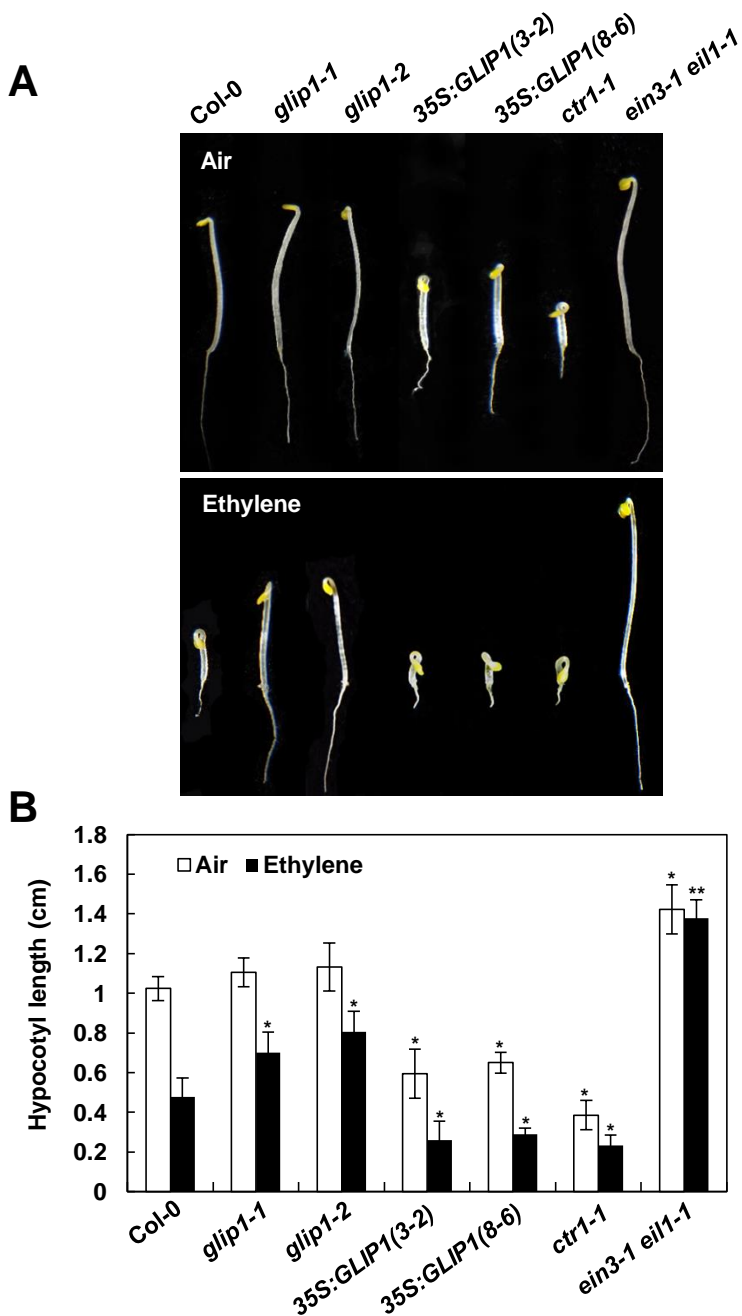 A
Col-0 glip1-1 glip1-2 35S:GLIP1(3-2) 35S:GLIP1(8-6) ctr1-1 ein3-1 eil1-1
Air
Ethylene
B
Hypocotyl length (cm)
1.8
1.6
1.4
1.2
1
0.8
0.6
0.4
0.2
0
Air Ethylene
* * * * * * * * * **
Col-0 glip1-1 glip1-2 35S:GLIP1(3-2) 35S:GLIP1(8-6) ctr1-1 ein3-1 eil1-1